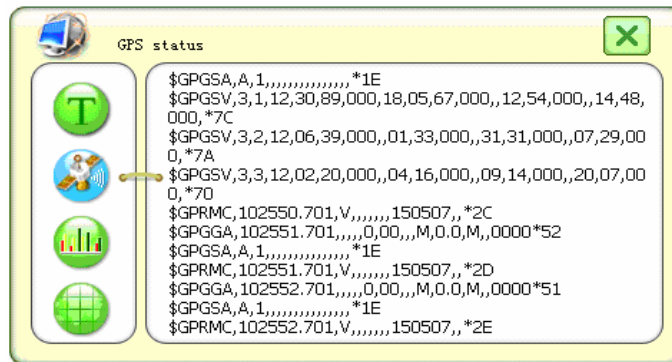 GPS status
T
$GPGSA,A,1,,,,,,,,,,,,,,,*1E
$GPGSV,3,1,12,30,89,000,18,05,67,000,,12,54,000,,14,48,
000,*7C
$GPGSV,3,2,12,06,39,000,,01,33,000,,31,31,000,,07,29,00
0,*7A
$GPGSV,3,3,12,02,20,000,,04,16,000,,09,14,000,,20,07,00
0,*70
$GPRMC,102550.701,V,,,,,,,150507,,*2C
$GPGGA,102551.701,,,,,0,00,,,M,0.0,M,,0000*52
$GPGSA,A,1,,,,,,,,,,,,,,,*1E
$GPRMC,102551.701,V,,,,,,,150507,,*2D
$GPGGA,102552.701,,,,,0,00,,,M,0.0,M,,0000*51
$GPGSA,A,1,,,,,,,,,,,,,,,*1E
$GPRMC,102552.701,V,,,,,,,150507,,*2E